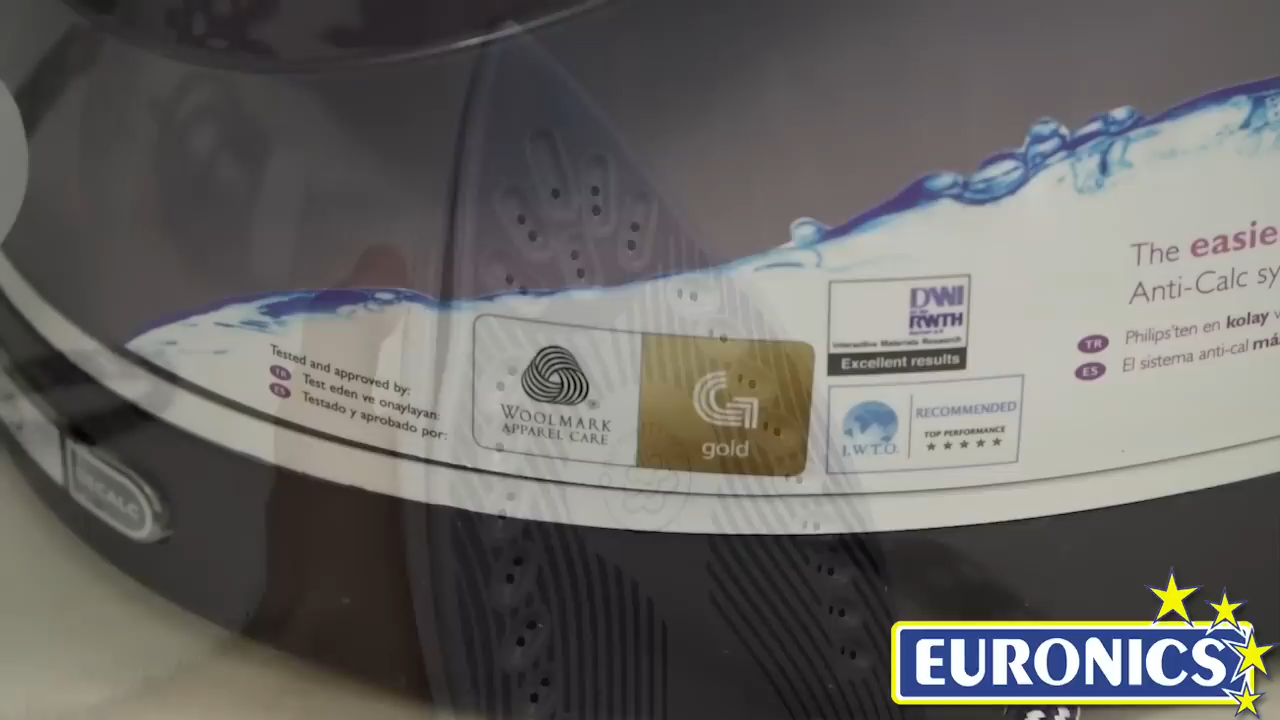 Tested and approved by:
TR Test eden ve onaylayan:
ES Testado y aprobado por:
WOOLMARK
APPAREL CARE
gold
DWI
RWTH
Interactive Materials Research
Excellent results
I.W.T.O.
RECOMMENDED
TOP PERFORMANCE
The easie
Anti-Calc sy
TR Philips'ten en kolay v
ES El sistema anti-cal má
EURONICS